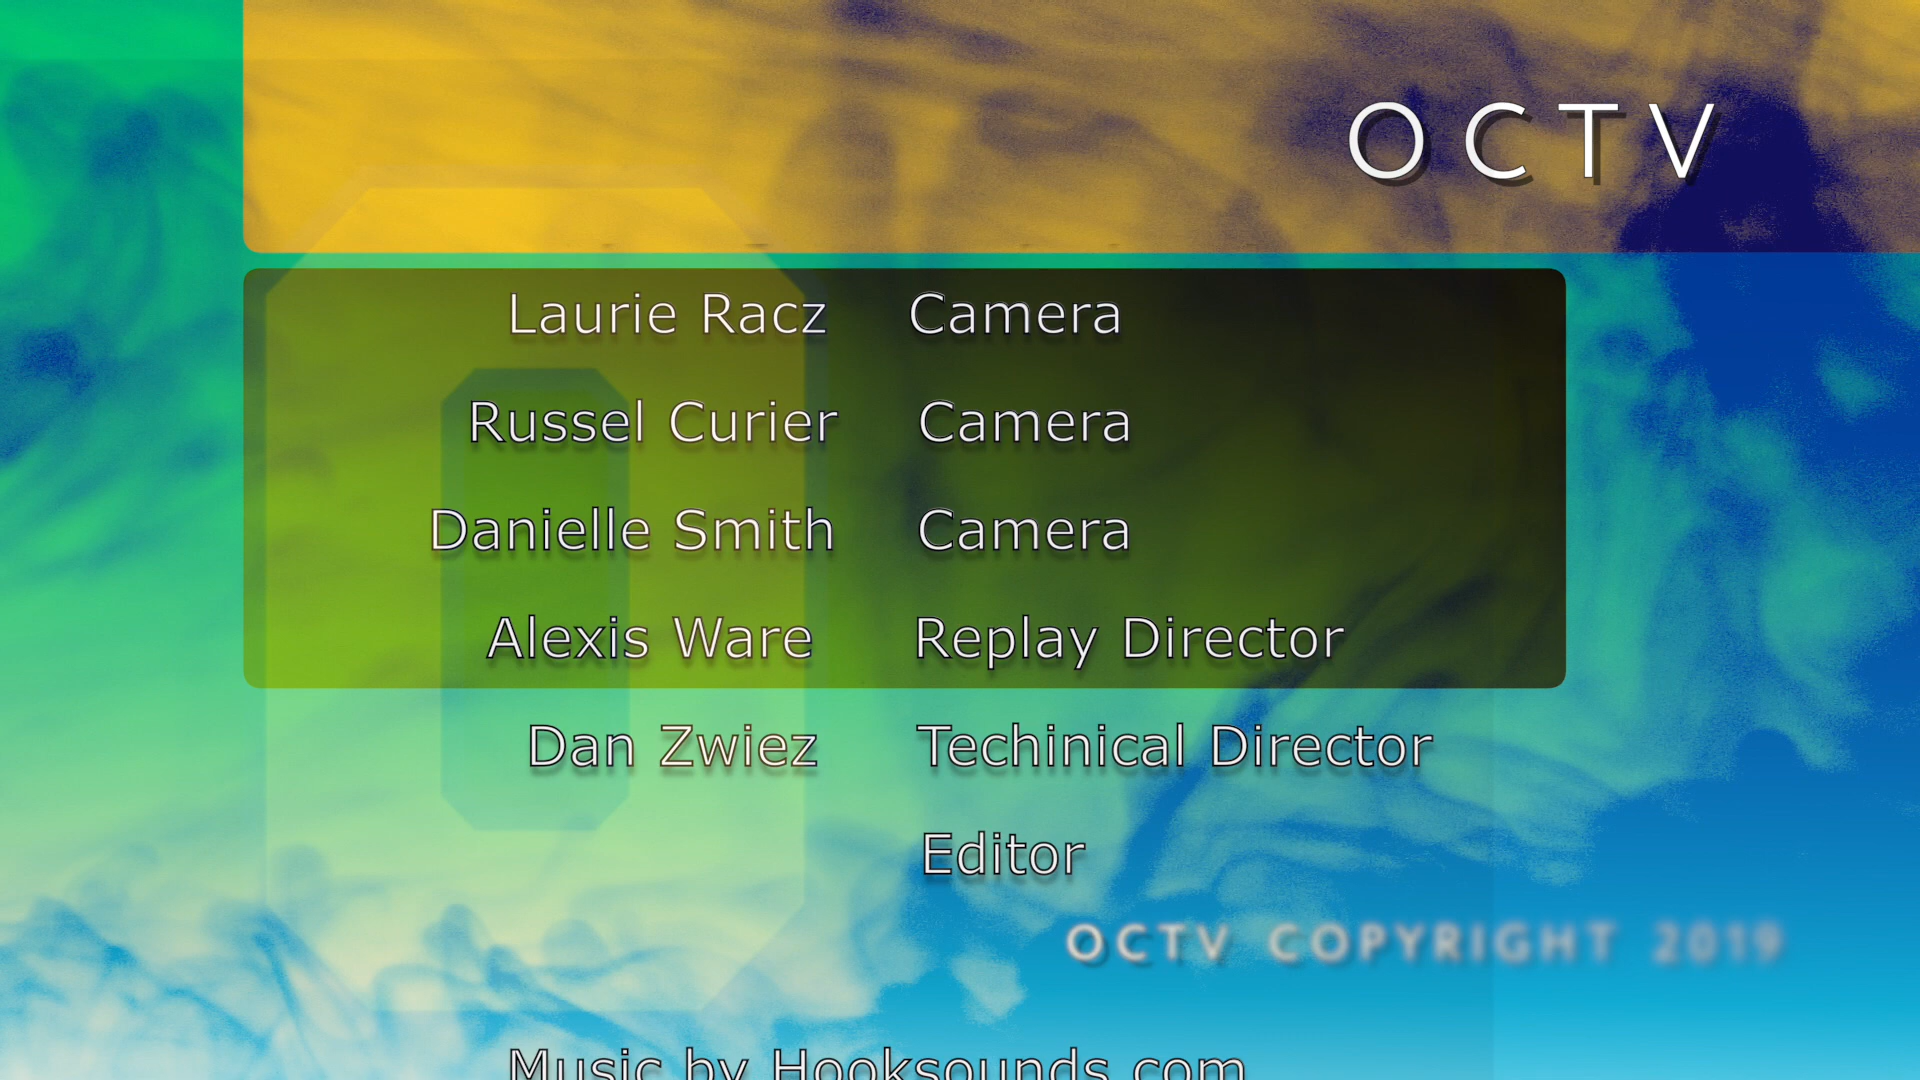 OCTV
Laurie Racz Camera
Russel Curier Camera
Danielle Smith Camera
Alexis Ware Replay Director
Dan Zwiez Techinical Director
Editor
OCTV COPYRIGHT 2019
Music by Hooksounds.com